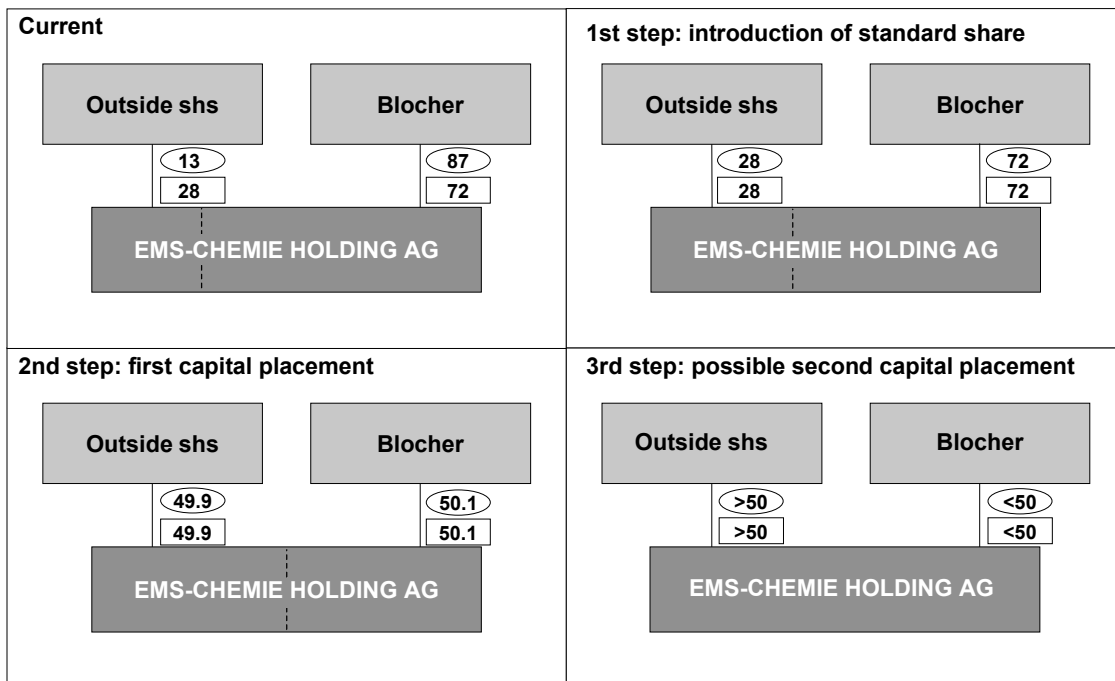 Current
Outside shs
Blocher
13
87
28
72
EMS-CHEMIE HOLDING AG
1st step: introduction of standard share
Outside shs
Blocher
28
72
28
72
EMS-CHEMIE HOLDING AG
2nd step: first capital placement
Outside shs
Blocher
49.9
50.1
49.9
50.1
EMS-CHEMIE HOLDING AG
3rd step: possible second capital placement
Outside shs
Blocher
>50
<50
>50
<50
EMS-CHEMIE HOLDING AG